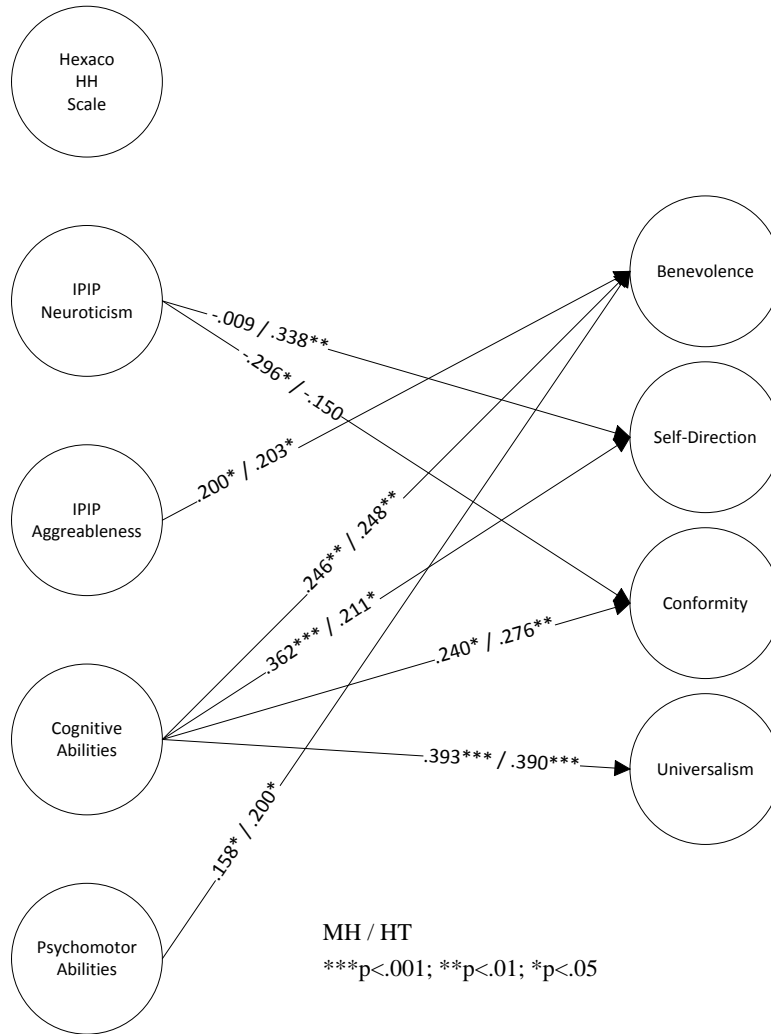 Hexaco
HH
Scale
IPIP
Neuroticism
IPIP
Aggreableness
Cognitive
Abilities
Psychomotor
Abilities
-.009 / .338**
-.296* / -.150
.200* / .203*
.246** / .248**
.362*** / .211*
.240* / .276**
.393*** / .390***
.158* / .200*
Benevolence
Self-Direction
Conformity
Universalism
MH / HT
***p<.001; **p<.01; *p<.05